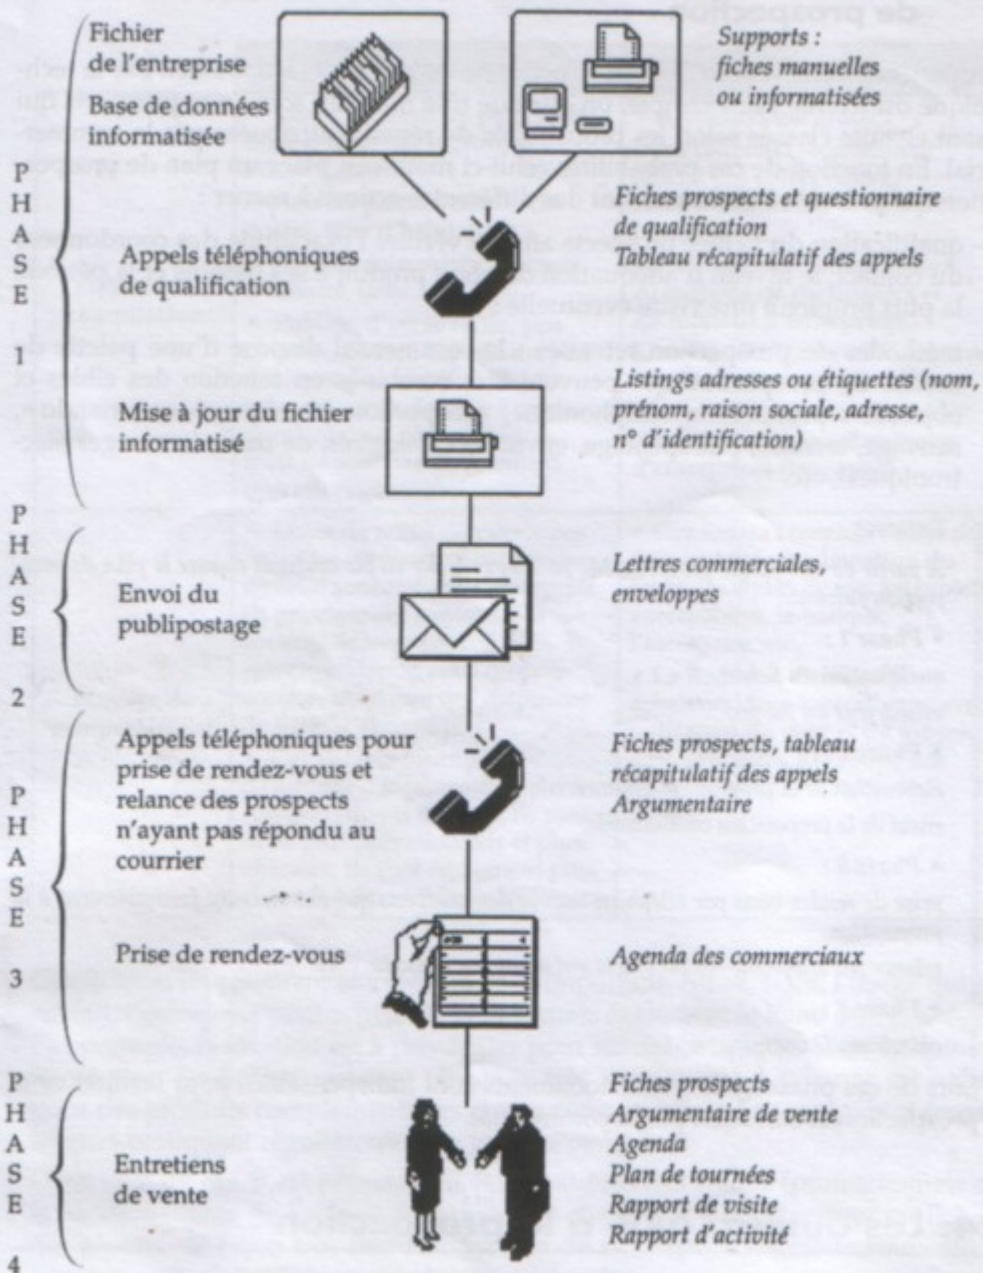 Fichier
de l'entreprise
Base de données
informatisée
Supports :
fiches manuelles
ou informatisées
PHASE 1
Appels téléphoniques
de qualification
Fiches prospects et questionnaire
de qualification
Tableau récapitulatif des appels
Mise à jour du fichier
informatisé
Listings adresses ou étiquettes (nom,
prénom, raison sociale, adresse,
n° d'identification)
PHASE 2
Envoi du
publipostage
Lettres commerciales,
enveloppes
PHASE 3
Appels téléphoniques pour
prise de rendez-vous et
relance des prospects
n'ayant pas répondu au
courrier
Fiches prospects, tableau
récapitulatif des appels
Argumentaire
Prise de rendez-vous
Agenda des commerciaux
PHASE 4
Entretiens
de vente
Fiches prospects
Argumentaire de vente
Agenda
Plan de tournées
Rapport de visite
Rapport d'activité